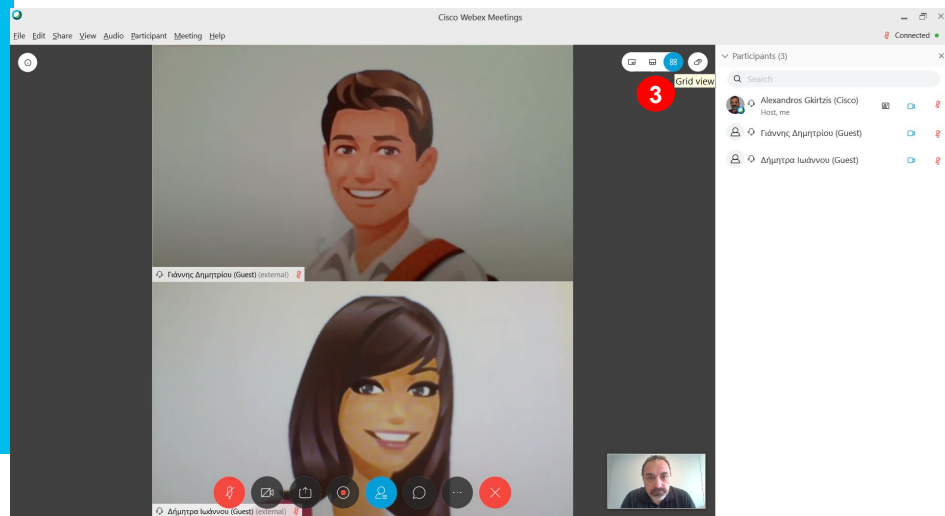 Cisco Webex Meetings
File Edit Share View Audio Participant Meeting Help
Connected
Grid view
3
Participants (3)
Search
Alexandros Gkirtzis (Cisco)
Host, me
Γιάννης Δημητρίου (Guest)
Δήμητρα Ιωάννου (Guest)
Γιάννης Δημητρίου (Guest) (external)
Δήμητρα Ιωάννου (Guest) (external)